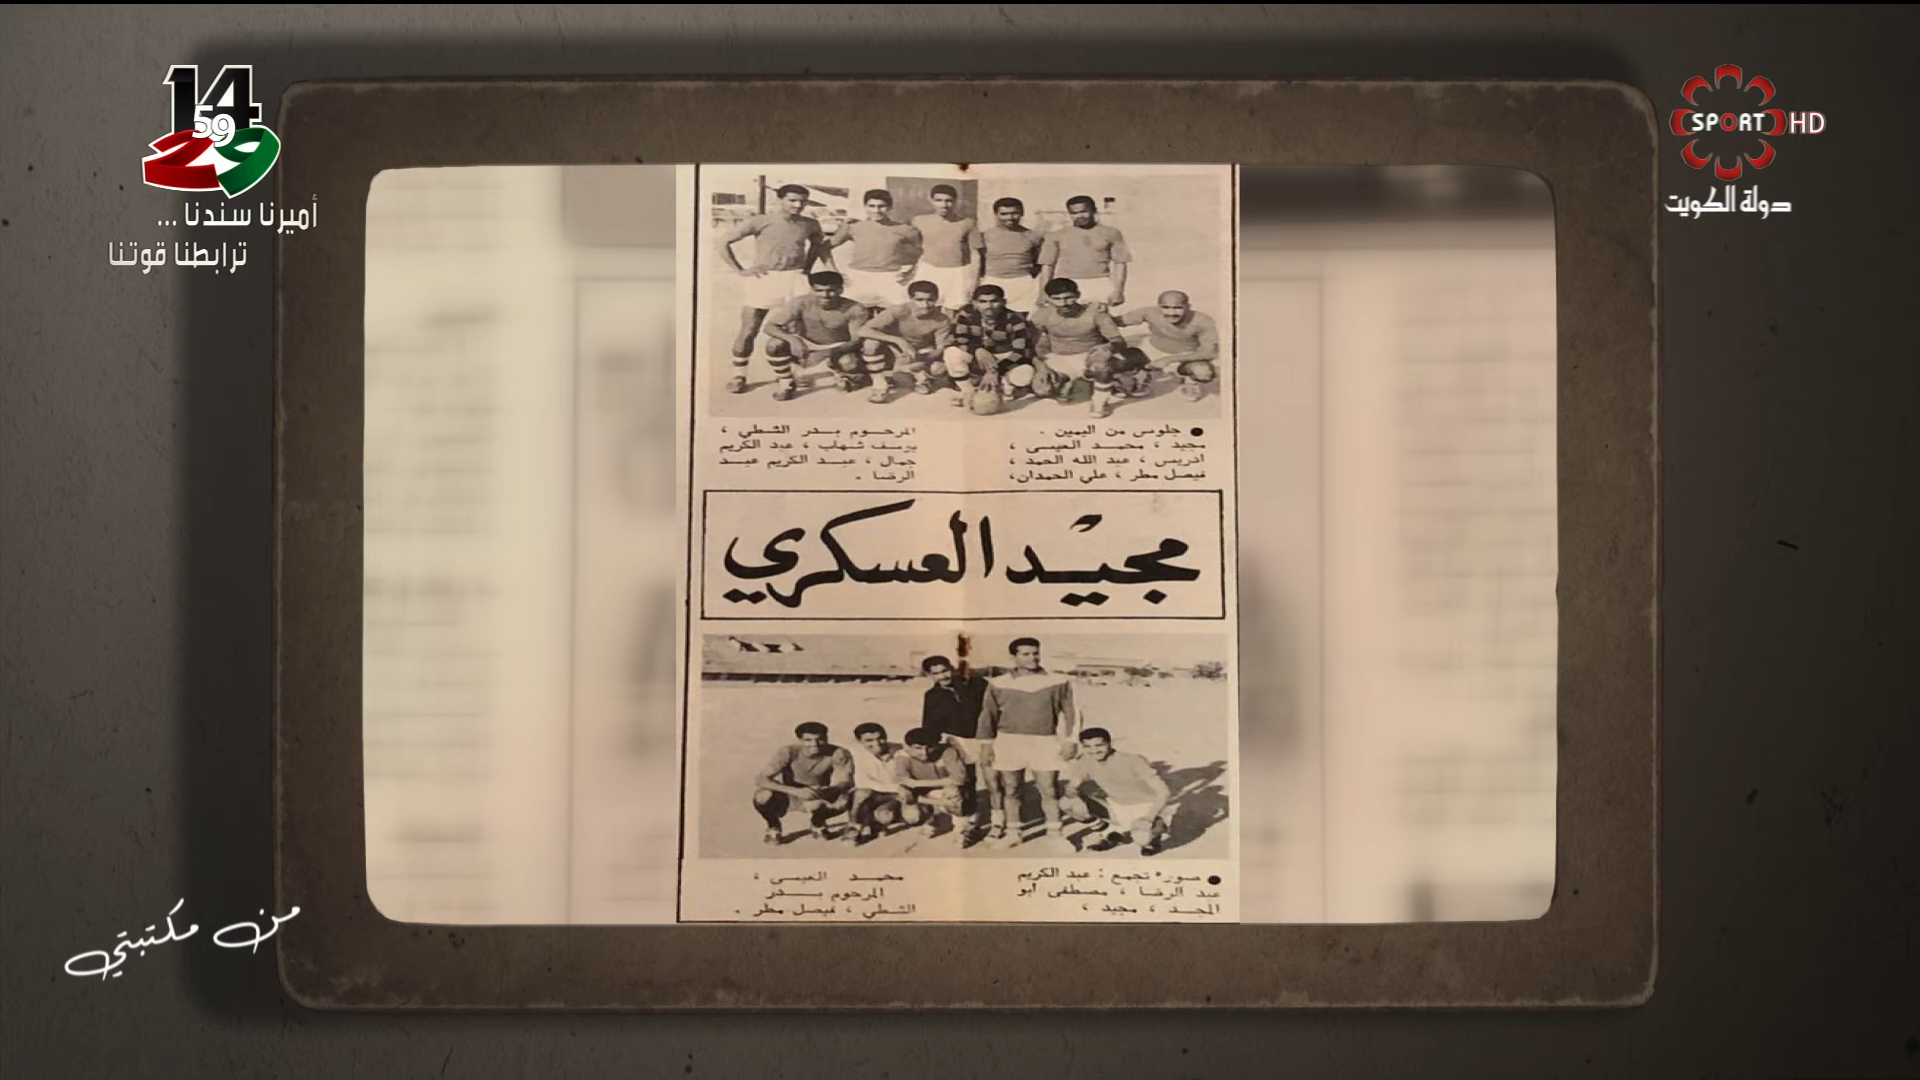 14
59
29
أميرنا سندنا ...
ترابطنا قوتنا
SPORT HD
دولة الكويت
● جلوس من اليمين .
مجيد ، محمد العيسى ،
ادريس ، عبد الله الحمد ،
فيصل مطر ، علي الحمدان،
المرحوم بدر الشطي ،
يوسف شهاب ، عبد الكريم
جمال ، عبد الكريم عبد
الرضا .
مجيد العسكري
● صورة تجمع : عبد الكريم
عبد الرضا ، مصطفى ابو
المجد ، مجيد ،
محمد العيسى ،
المرحوم بدر
الشطي ، فيصل مطر .
من مكتبتي